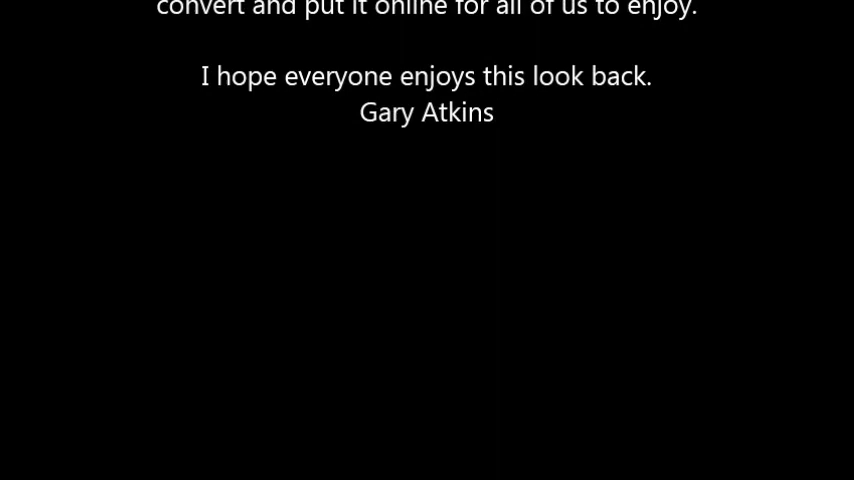 convert and put it online for all of us to enjoy.
I hope everyone enjoys this look back.
Gary Atkins